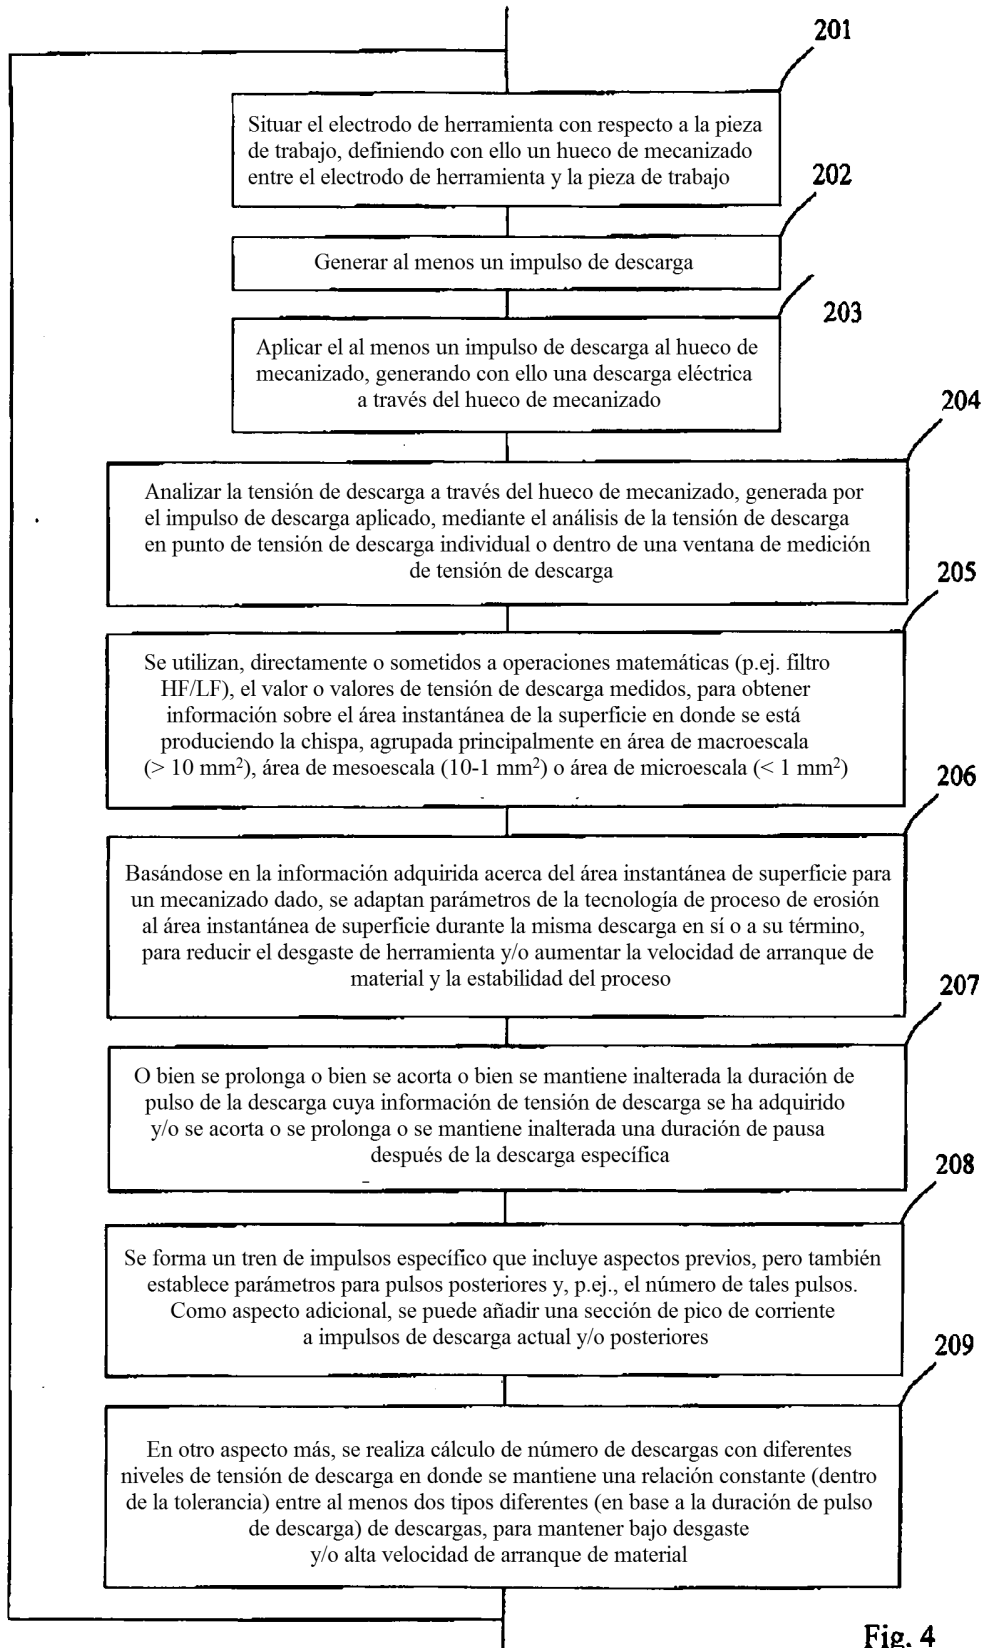 201
Situar el electrodo de herramienta con respecto a la pieza
de trabajo, definiendo con ello un hueco de mecanizado
entre el electrodo de herramienta y la pieza de trabajo
202
Generar al menos un impulso de descarga
203
Aplicar el al menos un impulso de descarga al hueco de
mecanizado, generando con ello una descarga eléctrica
a través del hueco de mecanizado
204
Analizar la tensión de descarga a través del hueco de mecanizado, generada por
el impulso de descarga aplicado, mediante el análisis de la tensión de descarga
en punto de tensión de descarga individual o dentro de una ventana de medición
de tensión de descarga
205
Se utilizan, directamente o sometidos a operaciones matemáticas (p.ej. filtro
HF/LF), el valor o valores de tensión de descarga medidos, para obtener
información sobre el área instantánea de la superficie en donde se está
produciendo la chispa, agrupada principalmente en área de macroescala
(> 10 mm²), área de mesoescala (10-1 mm²) o área de microescala (< 1 mm²)
206
Basándose en la información adquirida acerca del área instantánea de superficie para
un mecanizado dado, se adaptan parámetros de la tecnología de proceso de erosión
al área instantánea de superficie durante la misma descarga en sí o a su término,
para reducir el desgaste de herramienta y/o aumentar la velocidad de arranque de
material y la estabilidad del proceso
207
O bien se prolonga o bien se acorta o bien se mantiene inalterada la duración de
pulso de la descarga cuya información de tensión de descarga se ha adquirido
y/o se acorta o se prolonga o se mantiene inalterada una duración de pausa
después de la descarga específica
208
Se forma un tren de impulsos específico que incluye aspectos previos, pero también
establece parámetros para pulsos posteriores y, p.ej., el número de tales pulsos.
Como aspecto adicional, se puede añadir una sección de pico de corriente
a impulsos de descarga actual y/o posteriores
209
En otro aspecto más, se realiza cálculo de número de descargas con diferentes
niveles de tensión de descarga en donde se mantiene una relación constante (dentro
de la tolerancia) entre al menos dos tipos diferentes (en base a la duración de pulso
de descarga) de descargas, para mantener bajo desgaste
y/o alta velocidad de arranque de material
Fig. 4